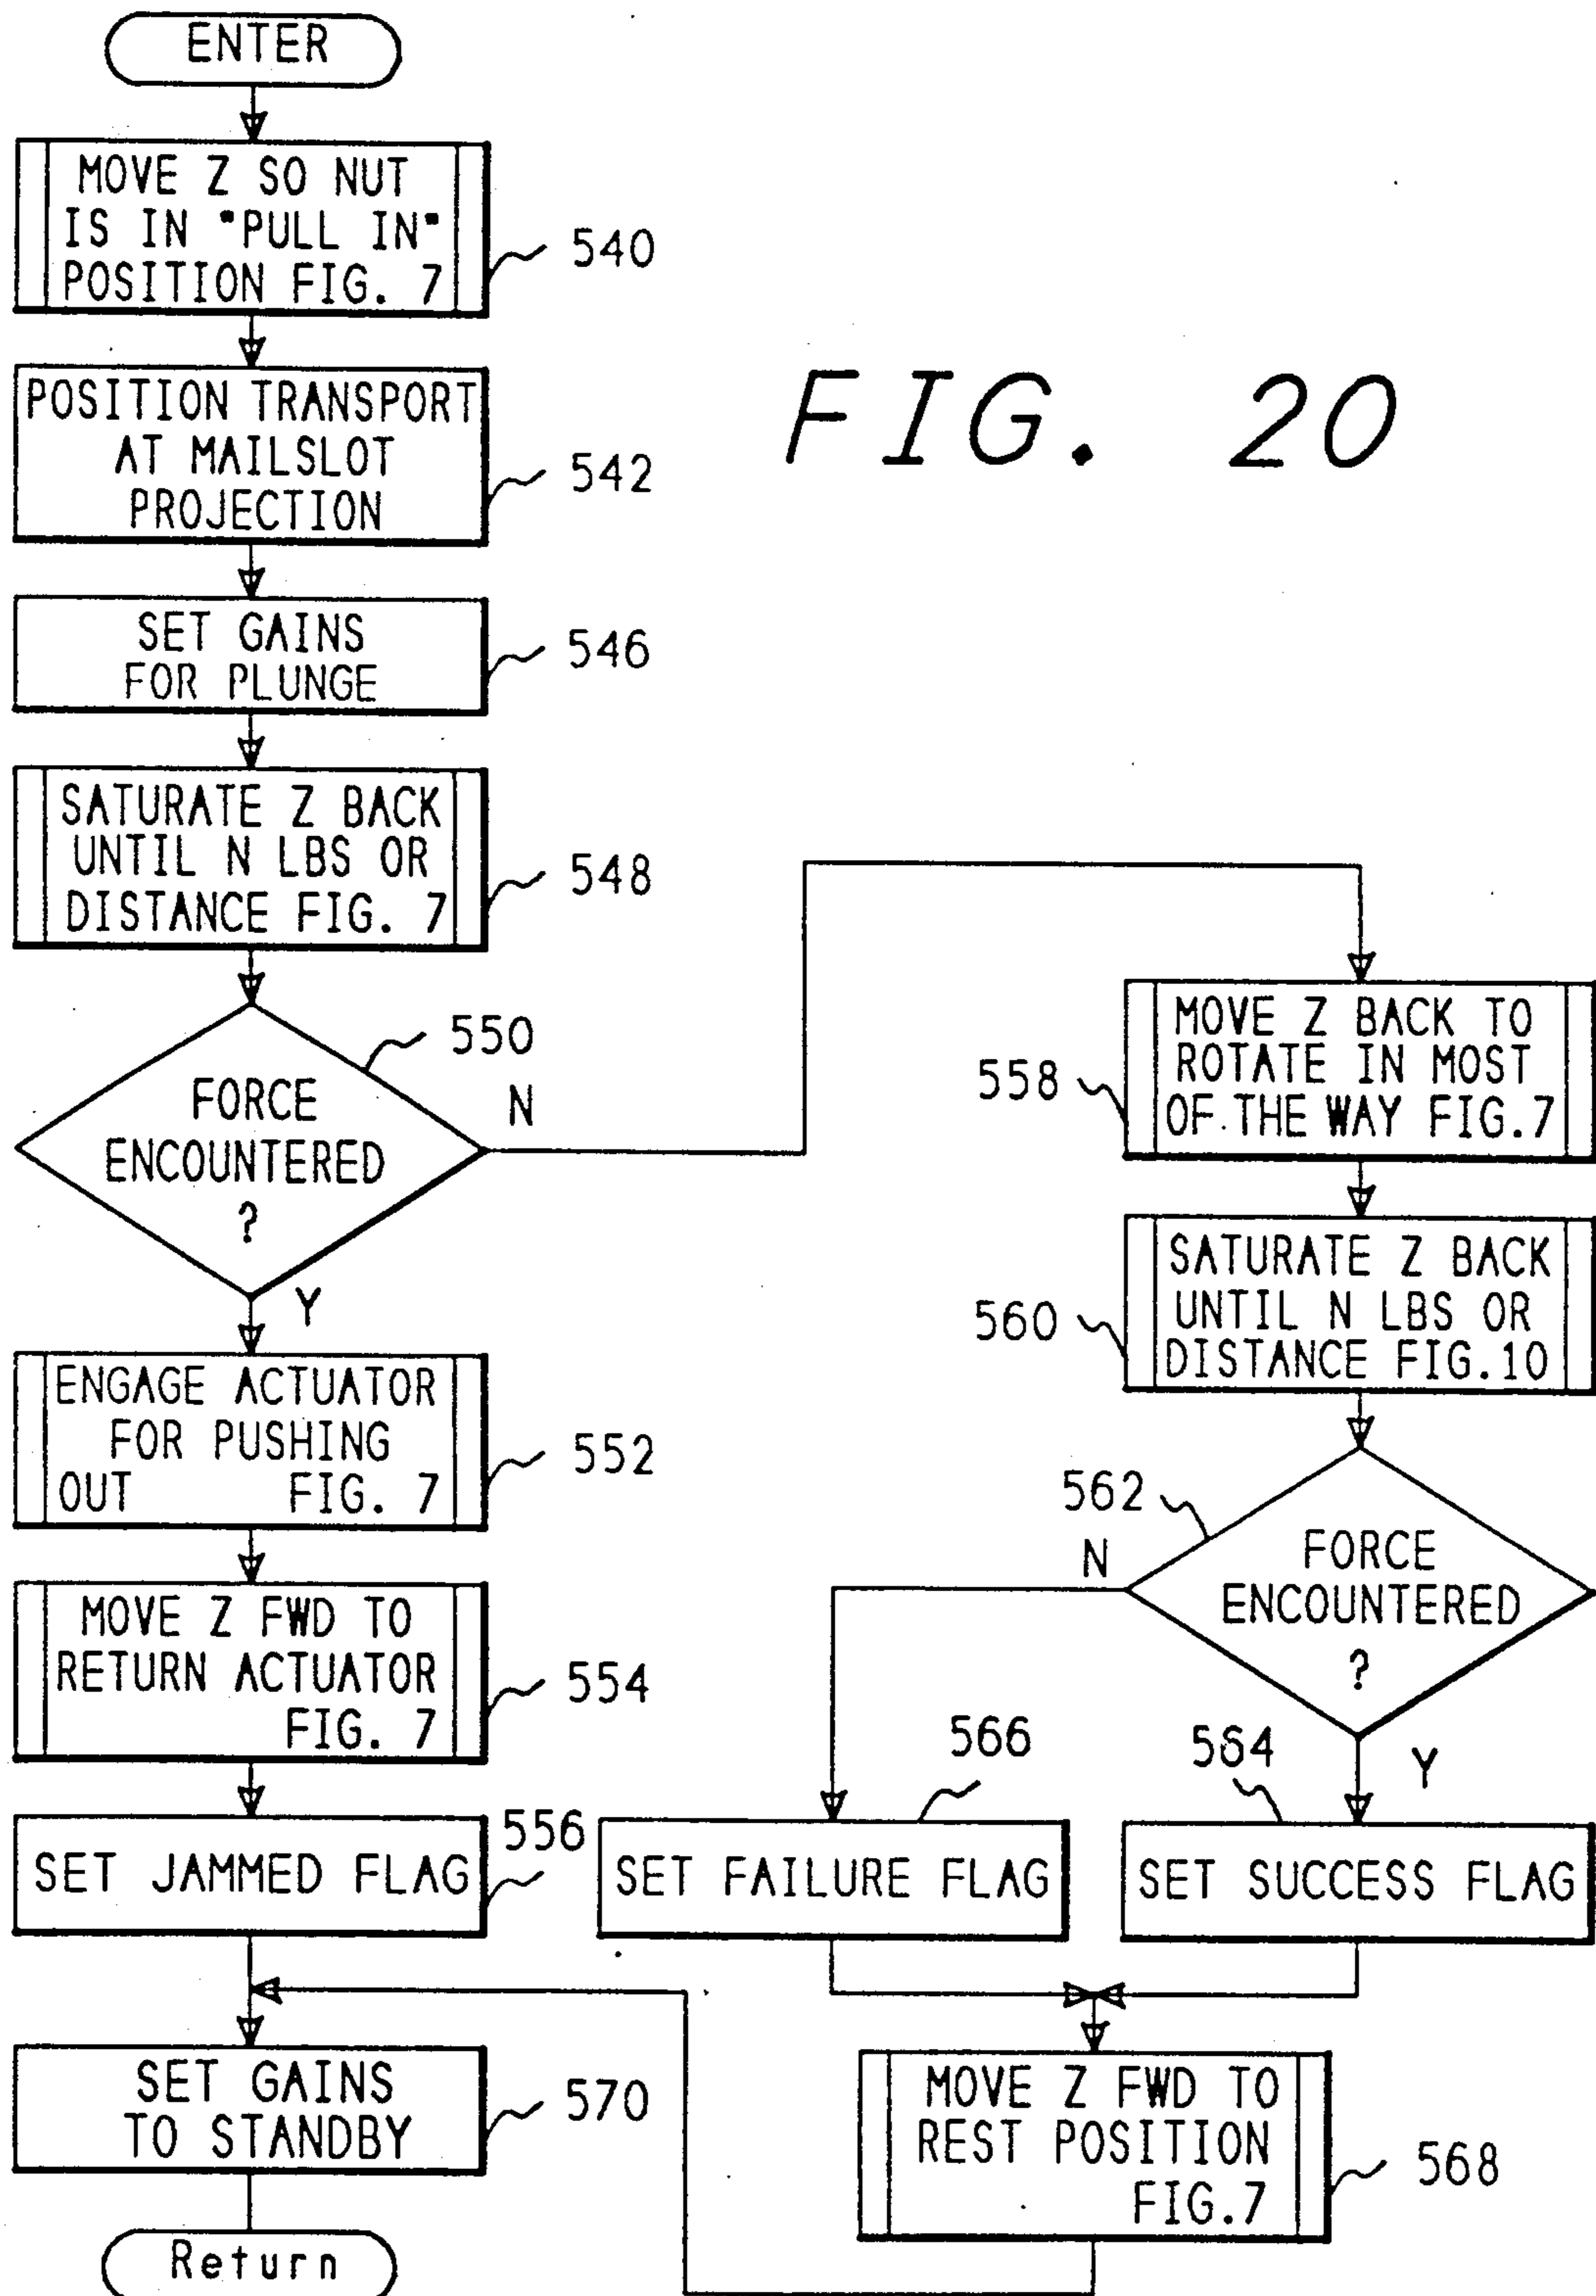 ENTER
MOVE Z SO NUT
IS IN "PULL IN"
POSITION FIG. 7
540
POSITION TRANSPORT
AT MAILSLOT
PROJECTION
542
FIG. 20
SET GAINS
FOR PLUNGE
546
SATURATE Z BACK
UNTIL N LBS OR
DISTANCE FIG. 7
548
550
FORCE
ENCOUNTERED
?
N
Y
ENGAGE ACTUATOR
FOR PUSHING
OUT FIG. 7
552
MOVE Z FWD TO
RETURN ACTUATOR
FIG. 7
554
SET JAMMED FLAG
556
558
MOVE Z BACK TO
ROTATE IN MOST
OF THE WAY FIG.7
560
SATURATE Z BACK
UNTIL N LBS OR
DISTANCE FIG.10
562
FORCE
ENCOUNTERED
?
N
Y
566
SET FAILURE FLAG
564
SET SUCCESS FLAG
MOVE Z FWD TO
REST POSITION
FIG.7
568
SET GAINS
TO STANDBY
570
Return